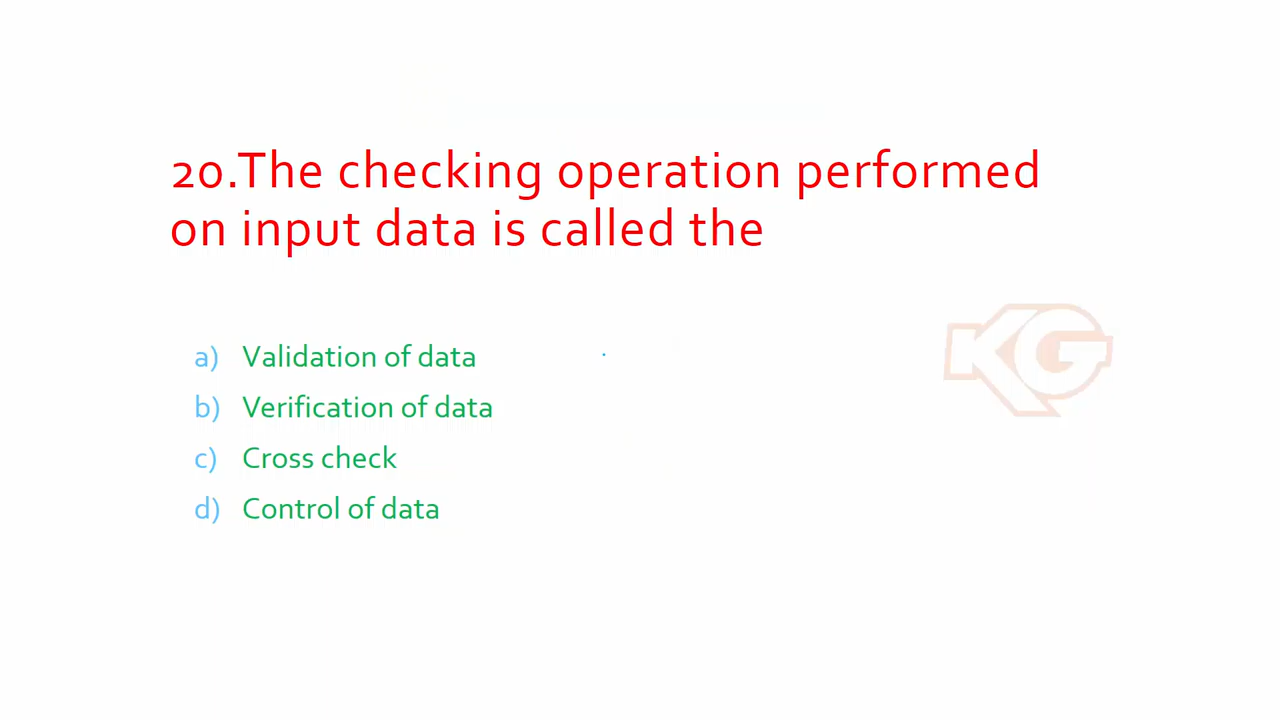 20.The checking operation performed
on input data is called the
a) Validation of data
b) Verification of data
c) Cross check
d) Control of data
KG